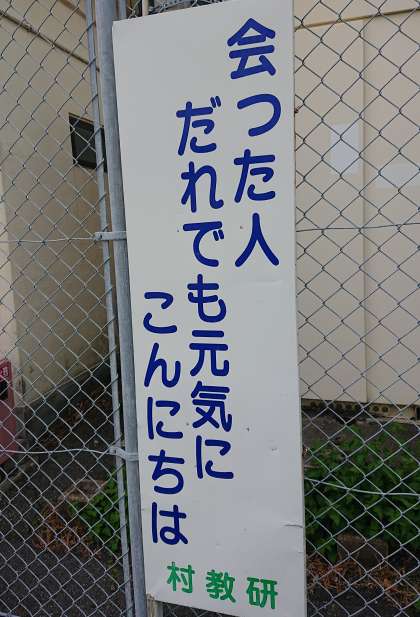 会った人
だれでも元気に
こんにちは
村教研